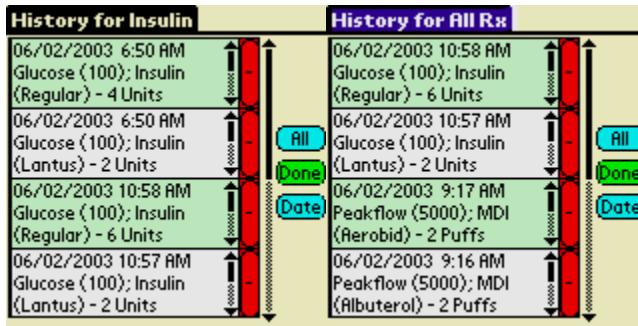 History for Insulin
06/02/2003 6:50 AM
Glucose (100); Insulin
(Regular) - 4 Units
06/02/2003 6:50 AM
Glucose (100); Insulin
(Lantus) - 2 Units
06/02/2003 10:58 AM
Glucose (100); Insulin
(Regular) - 6 Units
06/02/2003 10:57 AM
Glucose (100); Insulin
(Lantus) - 2 Units
-
-
-
-
All
Done
Date
History for All Rx
06/02/2003 10:58 AM
Glucose (100); Insulin
(Regular) - 6 Units
06/02/2003 10:57 AM
Glucose (100); Insulin
(Lantus) - 2 Units
06/02/2003 9:17 AM
Peakflow (5000); MDI
(Aerobid) - 2 Puffs
06/02/2003 9:16 AM
Peakflow (5000); MDI
(Albuterol) - 2 Puffs
-
-
-
-
All
Done
Date